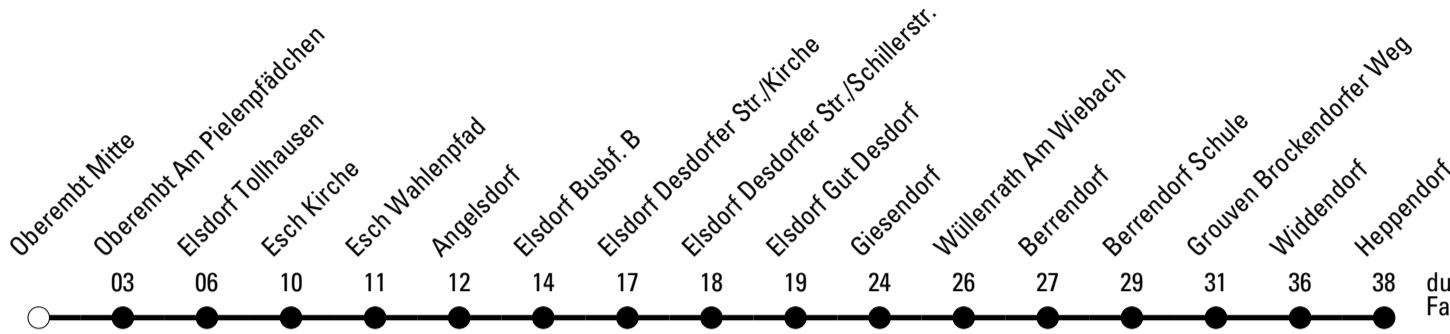 Oberembt Mitte
Oberembt Am Pielenpfädchen
Elsdorf Tollhausen
Esch Kirche
Esch Wahlenpfad
Angelsdorf
Elsdorf Busbf. B
Elsdorf Desdorfer Str./Kirche
Elsdorf Desdorfer Str./Schillerstr.
Elsdorf Gut Desdorf
Giesendorf
Wüllenrath Am Wiebach
Berrendorf
Berrendorf Schule
Grouven Brockendorfer Weg
Widdendorf
Heppendorf
03 06 10 11 12 14 17 18 19 24 26 27 29 31 36 38 du
Fa